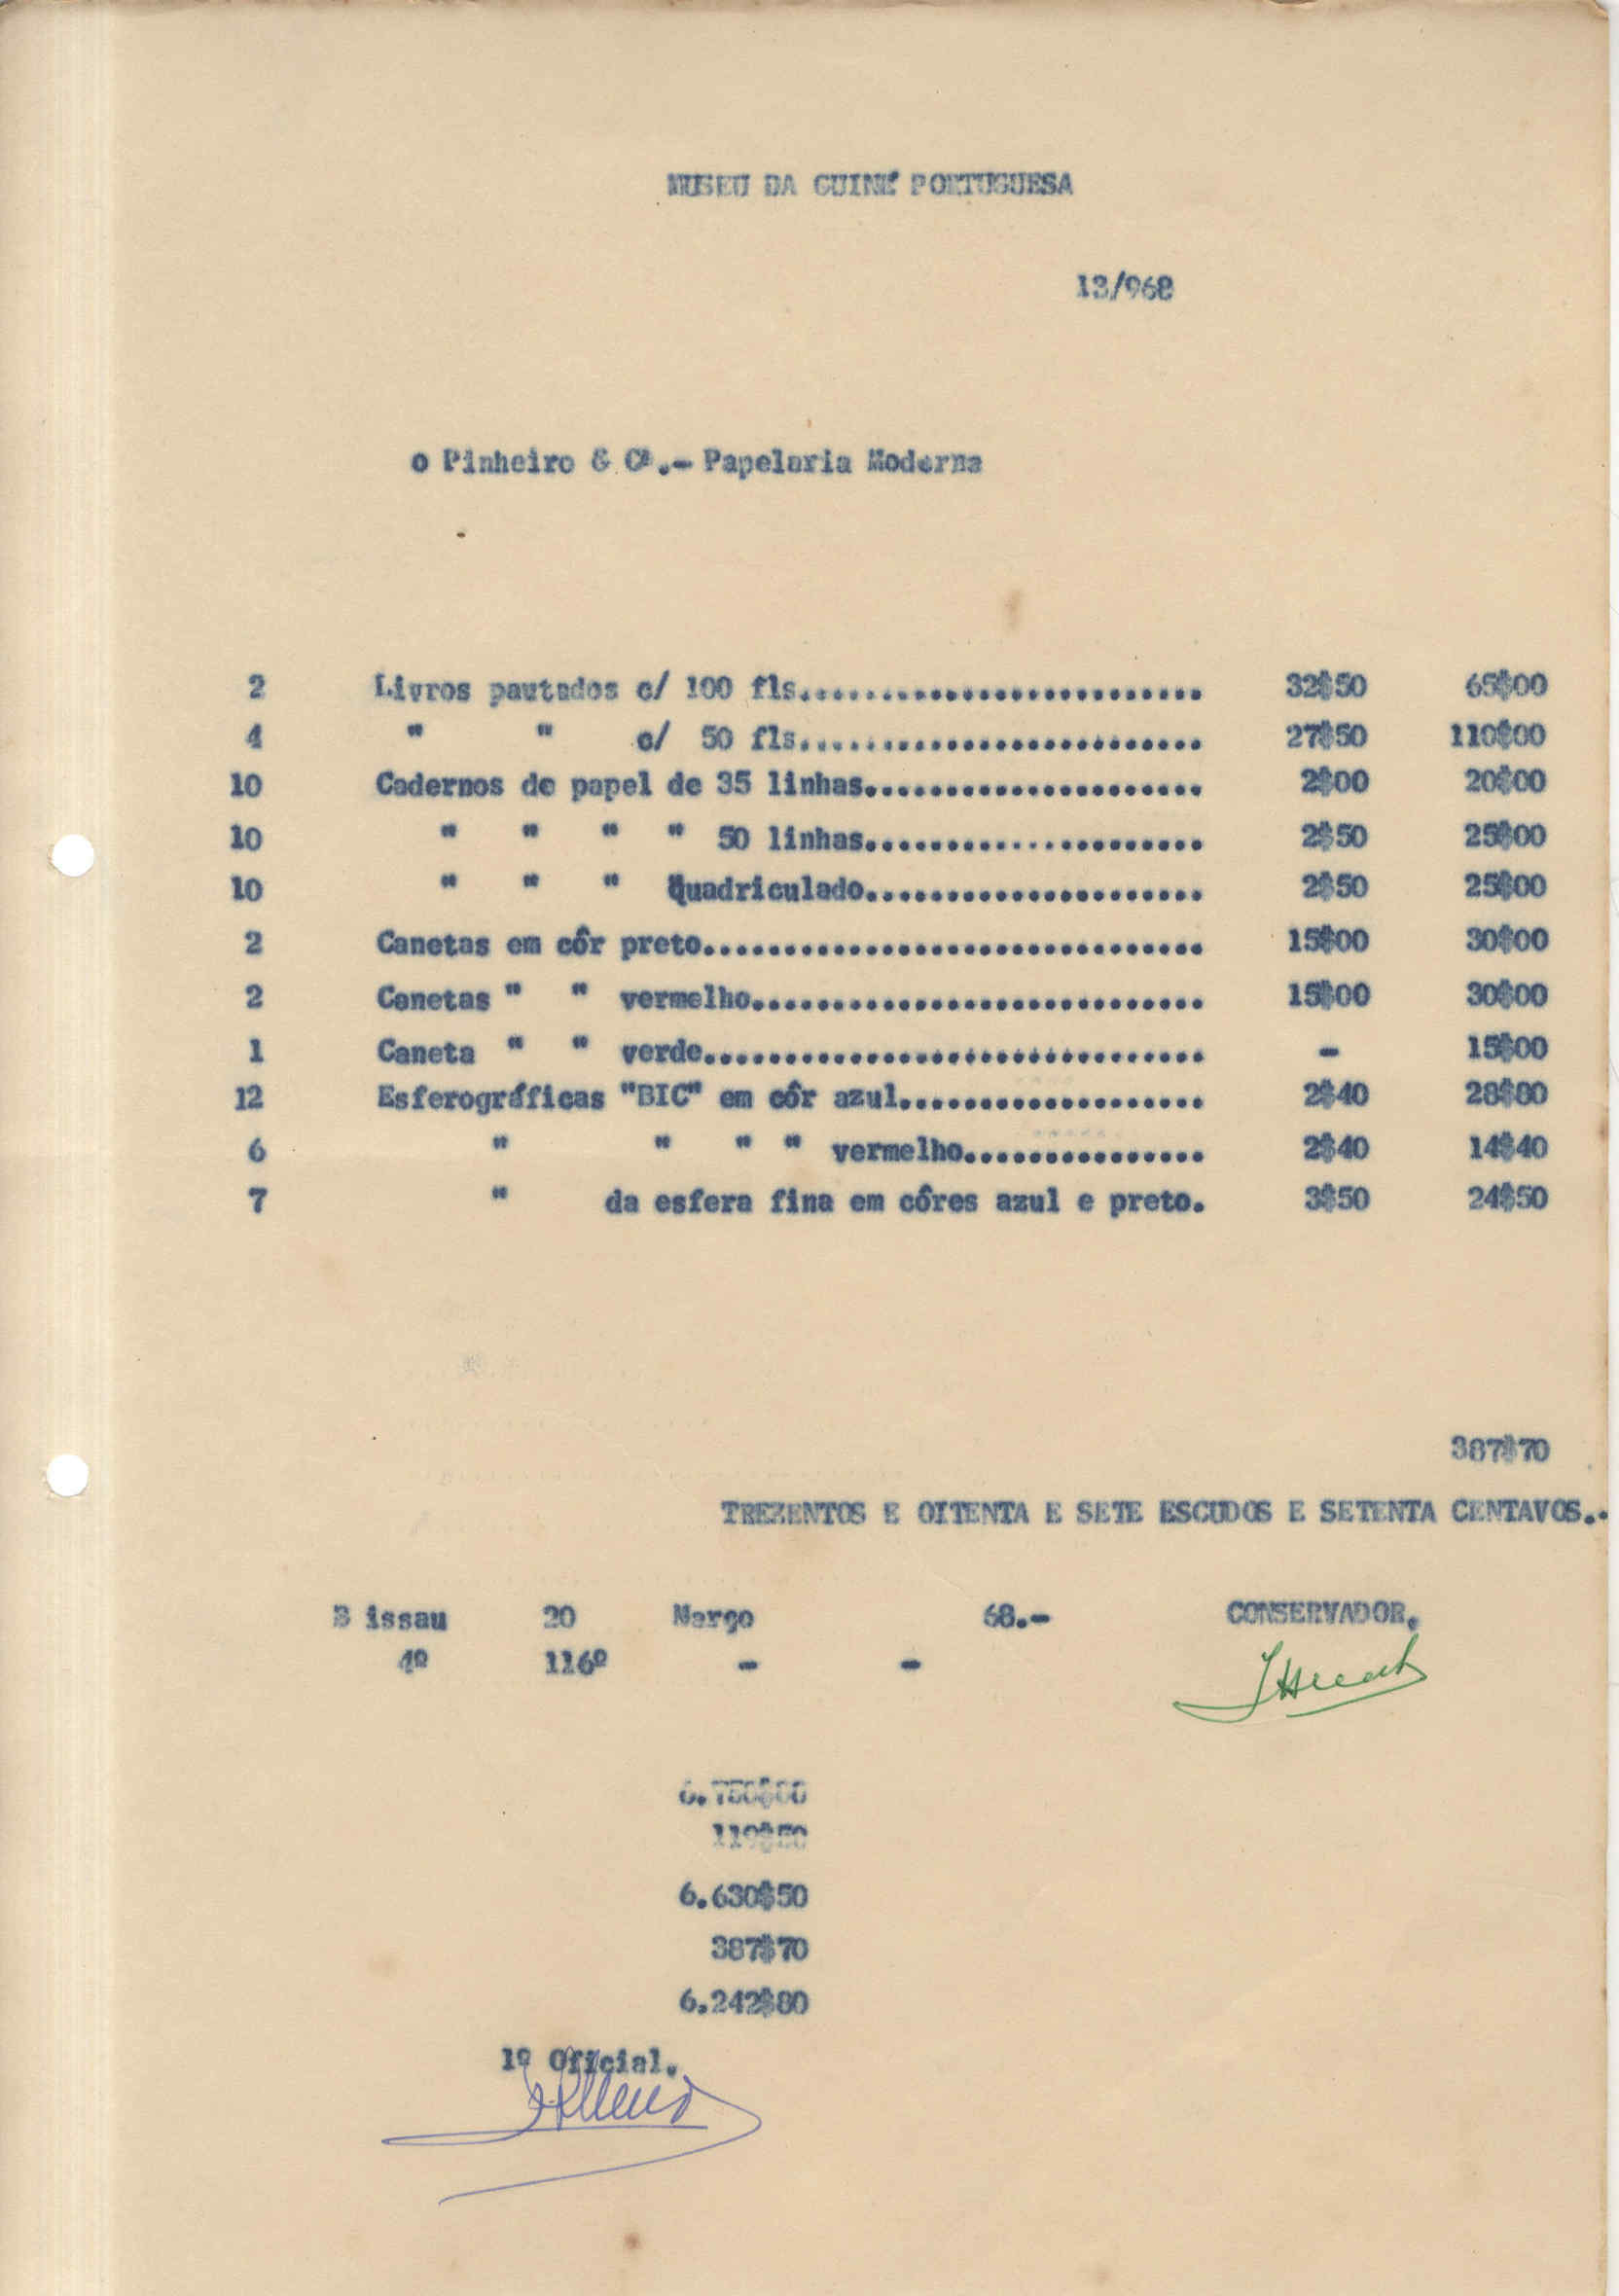 MUSEU DA GUINÉ PORTUGUESA
13/968
o Pinheiro & Cª.- Papelaria Moderna
2 Livros pautados c/ 100 fls......................... 32$50 65$00
4 " " c/ 50 fls......................... 27$50 110$00
10 Cadernos de papel de 35 linhas..................... 2$00 20$00
10 " " " " 50 linhas..................... 2$50 25$00
10 " " " Quadriculado..................... 2$50 25$00
2 Canetas em côr preto............................... 15$00 30$00
2 Canetas " " vermelho............................ 15$00 30$00
1 Caneta " " verde............................... - 15$00
12 Esferográficas "BIC" em côr azul................... 2$40 28$80
6 " " " " vermelho............... 2$40 14$40
7 " da esfera fina em côres azul e preto. 3$50 24$50
387$70
TREZENTOS E OITENTA E SETE ESCUDOS E SETENTA CENTAVOS..
B issau 20 Março 68.- CONSERVADOR,
4º 116º - -
6.750$00
119$50
6.630$50
387$70
6.242$80
1º Oficial.